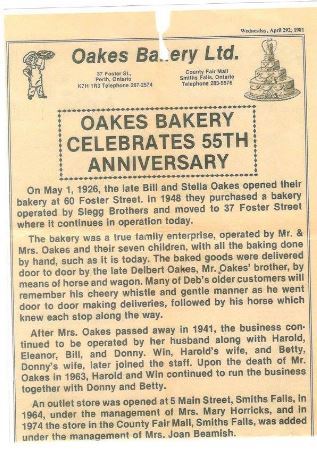 Wednesday, April 292, 1981
Oakes Bakery Ltd.
37 Foster St.,
Perth, Ontario
K7H 1R3 Telephone 267-2574
County Fair Mall
Smiths Falls, Ontario
Telephone 283-5574
OAKES BAKERY
CELEBRATES 55TH
ANNIVERSARY
On May 1, 1926, the late Bill and Stella Oakes opened their
bakery at 60 Foster Street. In 1948 they purchased a bakery
operated by Slegg Brothers and moved to 37 Foster Street
where it continues in operation today.
The bakery was a true family enterprise, operated by Mr. &
Mrs. Oakes and their seven children, with all the baking done
by hand, such as it is today. The baked goods were delivered
door to door by the late Delbert Oakes, Mr. Oakes' brother, by
means of horse and wagon. Many of Deb's older customers will
remember his cheery whistle and gentle manner as he went
door to door making deliveries, followed by his horse which
knew each stop along the way.
After Mrs. Oakes passed away in 1941, the business con-
tinued to be operated by her husband along with Harold,
Eleanor, Bill, and Donny. Win, Harold's wife, and Betty,
Donny's wife, later joined the staff. Upon the death of Mr.
Oakes in 1963, Harold and Win continued to run the business
together with Donny and Betty.
An outlet store was opened at 5 Main Street, Smiths Falls, in
1964, under the management of Mrs. Mary Horricks, and in
1974 the store in the County Fair Mall, Smiths Falls, was added
under the management of Mrs. Joan Beamish.